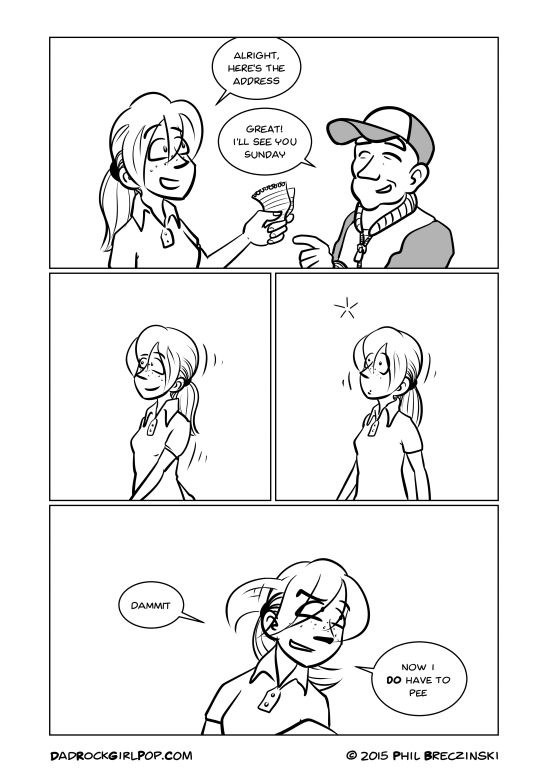 ALRIGHT,
HERE'S THE
ADDRESS
GREAT!
I'LL SEE YOU
SUNDAY
DAMMIT
NOW I
DO HAVE TO
PEE
DADROCKGIRLPOP.COM
© 2015 PHIL BRECZINSKI